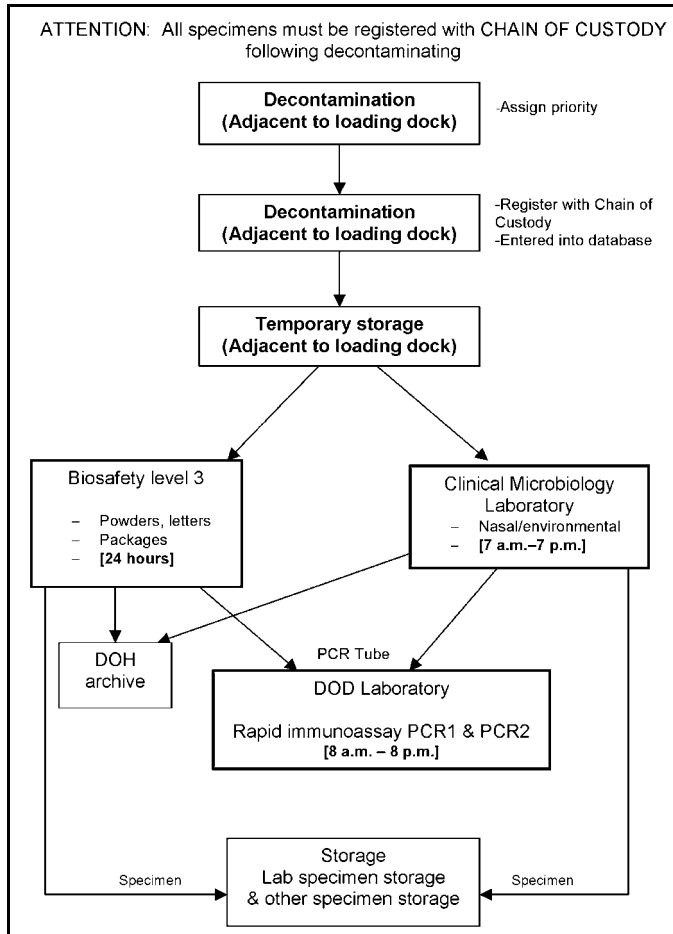 ATTENTION: All specimens must be registered with CHAIN OF CUSTODY
following decontaminating
Decontamination
(Adjacent to loading dock)
-Assign priority
Decontamination
(Adjacent to loading dock)
-Register with Chain of
Custody
-Entered into database
Temporary storage
(Adjacent to loading dock)
Biosafety level 3
– Powders, letters
– Packages
– [24 hours]
Clinical Microbiology
Laboratory
– Nasal/environmental
– [7 a.m.–7 p.m.]
DOH
archive
PCR Tube
DOD Laboratory
Rapid immunoassay PCR1 & PCR2
[8 a.m. – 8 p.m.]
Specimen
Storage
Lab specimen storage
& other specimen storage
Specimen